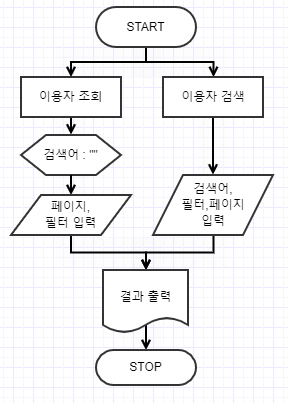 START
이용자 조회
이용자 검색
검색어 : ""
페이지,
필터 입력
검색어,
필터,페이지
입력
결과 출력
STOP